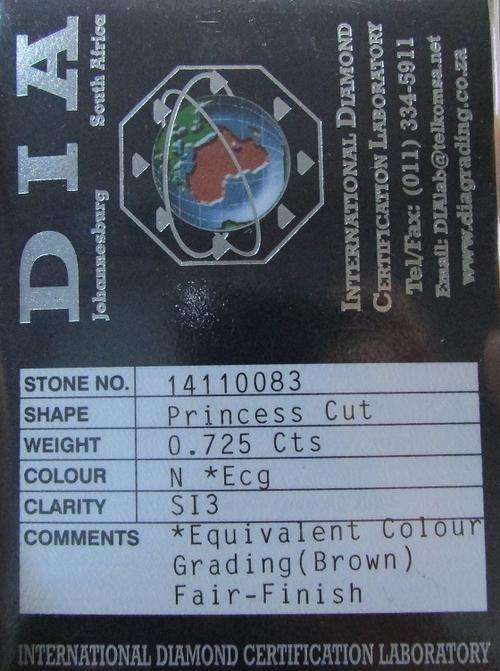 DIA
Johannesburg South Africa
INTERNATIONAL DIAMOND
CERTIFICATION LABORATORY
Tel/Fax: (011) 334-5911
Email: DIAlab@telkomsa.net
www.diagrading.co.za
STONE NO. 14110083
SHAPE Princess Cut
WEIGHT 0.725 Cts
COLOUR N *Ecg
CLARITY SI3
COMMENTS *Equivalent Colour
Grading(Brown)
Fair-Finish
INTERNATIONAL DIAMOND CERTIFICATION LABORATORY